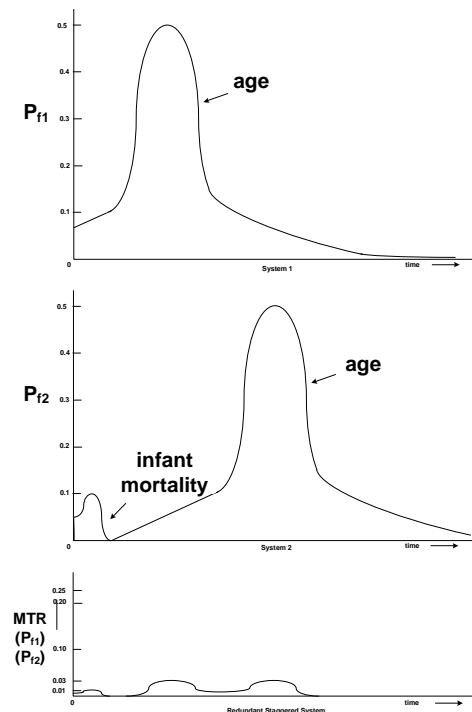 0.5
0.4
age
Pf1
0.3
0.2
0.1
0
System 1
time
0.5
0.4
age
Pf2
0.3
0.2
infant
mortality
0.1
0
System 2
time
0.25
0.20
MTR
(Pf1)
(Pf2)
0.10
0.03
0.01
0
Redundant Staggered System
time